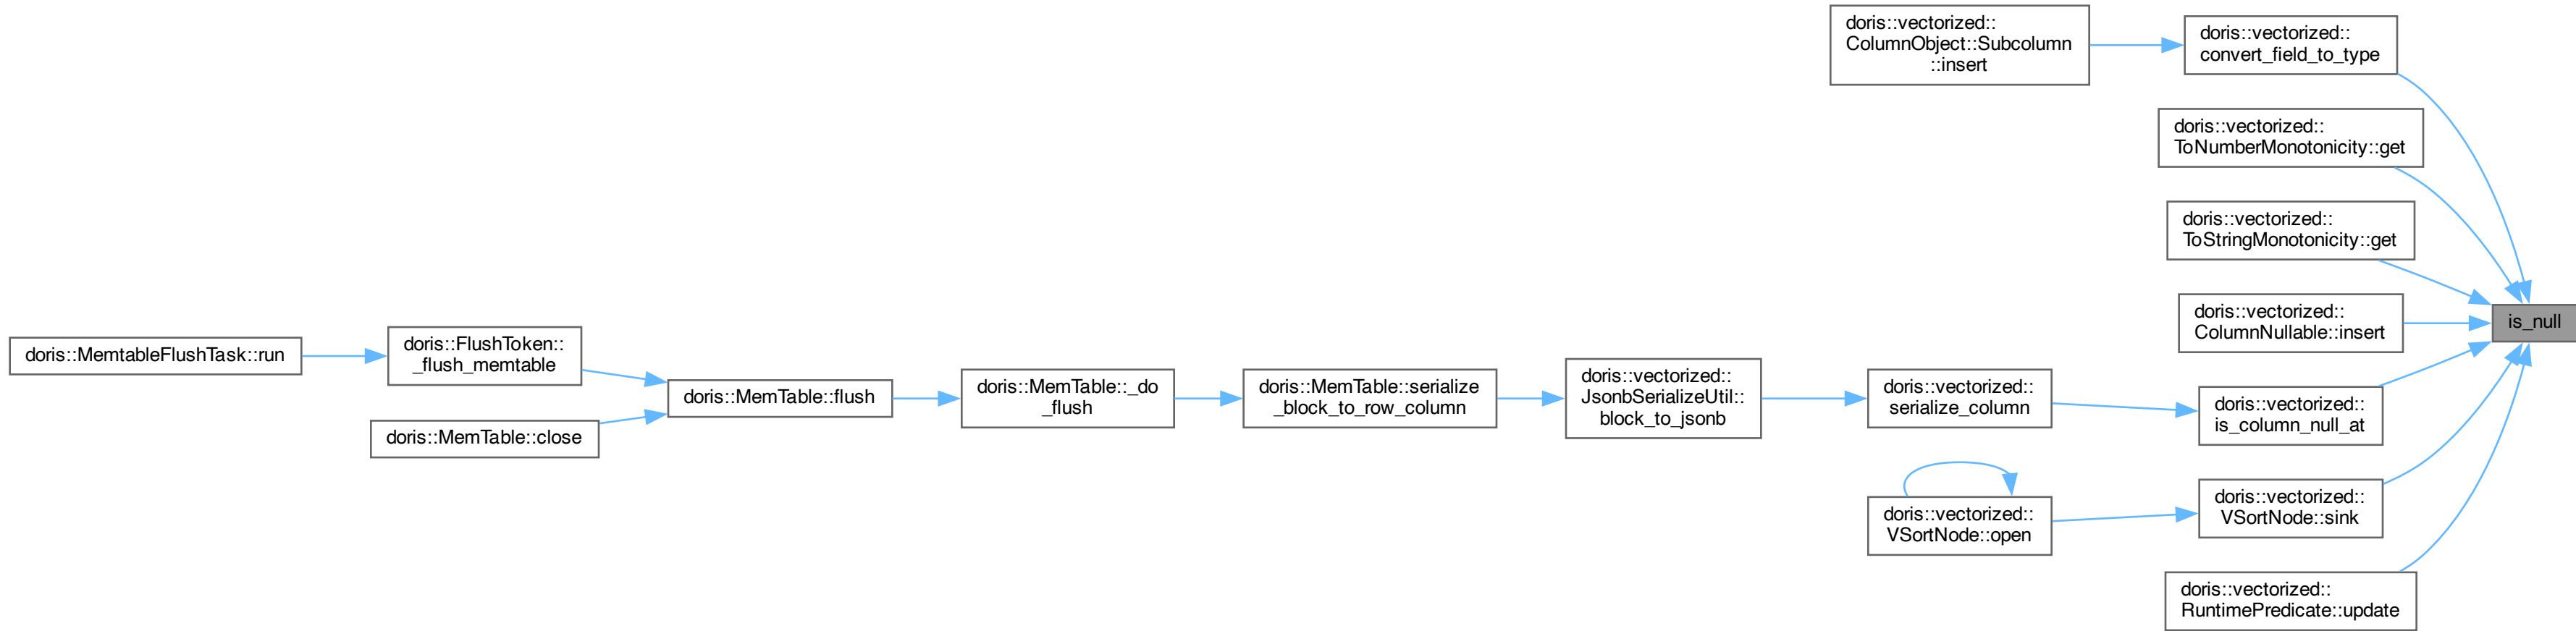 doris::vectorized::
ColumnObject::Subcolumn
::insert
doris::vectorized::
convert_field_to_type
doris::vectorized::
ToNumberMonotonicity::get
doris::vectorized::
ToStringMonotonicity::get
doris::vectorized::
ColumnNullable::insert
is_null
doris::MemtableFlushTask::run
doris::FlushToken::
_flush_memtable
doris::MemTable::close
doris::MemTable::flush
doris::MemTable::_do
_flush
doris::MemTable::serialize
_block_to_row_column
doris::vectorized::
JsonbSerializeUtil::
block_to_jsonb
doris::vectorized::
serialize_column
doris::vectorized::
is_column_null_at
doris::vectorized::
VSortNode::open
doris::vectorized::
VSortNode::sink
doris::vectorized::
RuntimePredicate::update